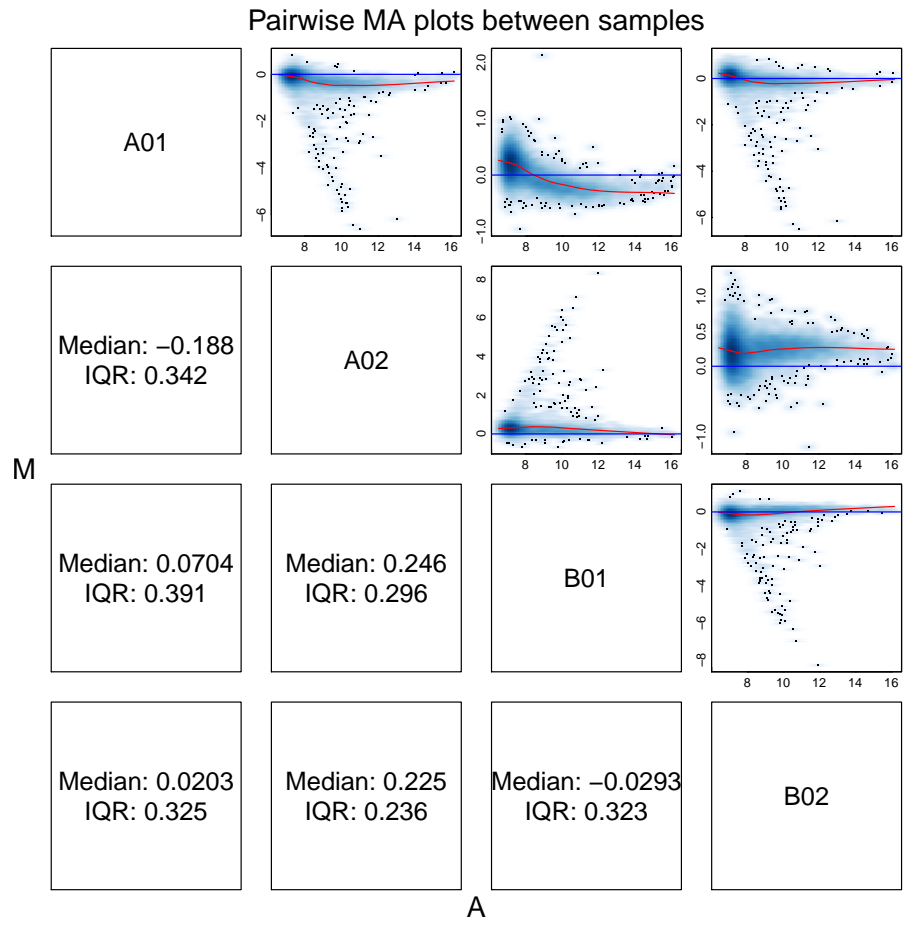 Pairwise MA plots between samples
A01
0
−2
−4
−6
8 10 12 14 16
2.0
1.0
0.0
−1.0
8 10 12 14 16
0
−2
−4
−6
8 10 12 14 16
Median: −0.188
IQR: 0.342
A02
8
6
4
2
0
8 10 12 14 16
1.0
0.5
0.0
−1.0
8 10 12 14 16
M
Median: 0.0704
IQR: 0.391
Median: 0.246
IQR: 0.296
B01
0
−2
−4
−6
−8
8 10 12 14 16
Median: 0.0203
IQR: 0.325
Median: 0.225
IQR: 0.236
Median: −0.0293
IQR: 0.323
B02
A